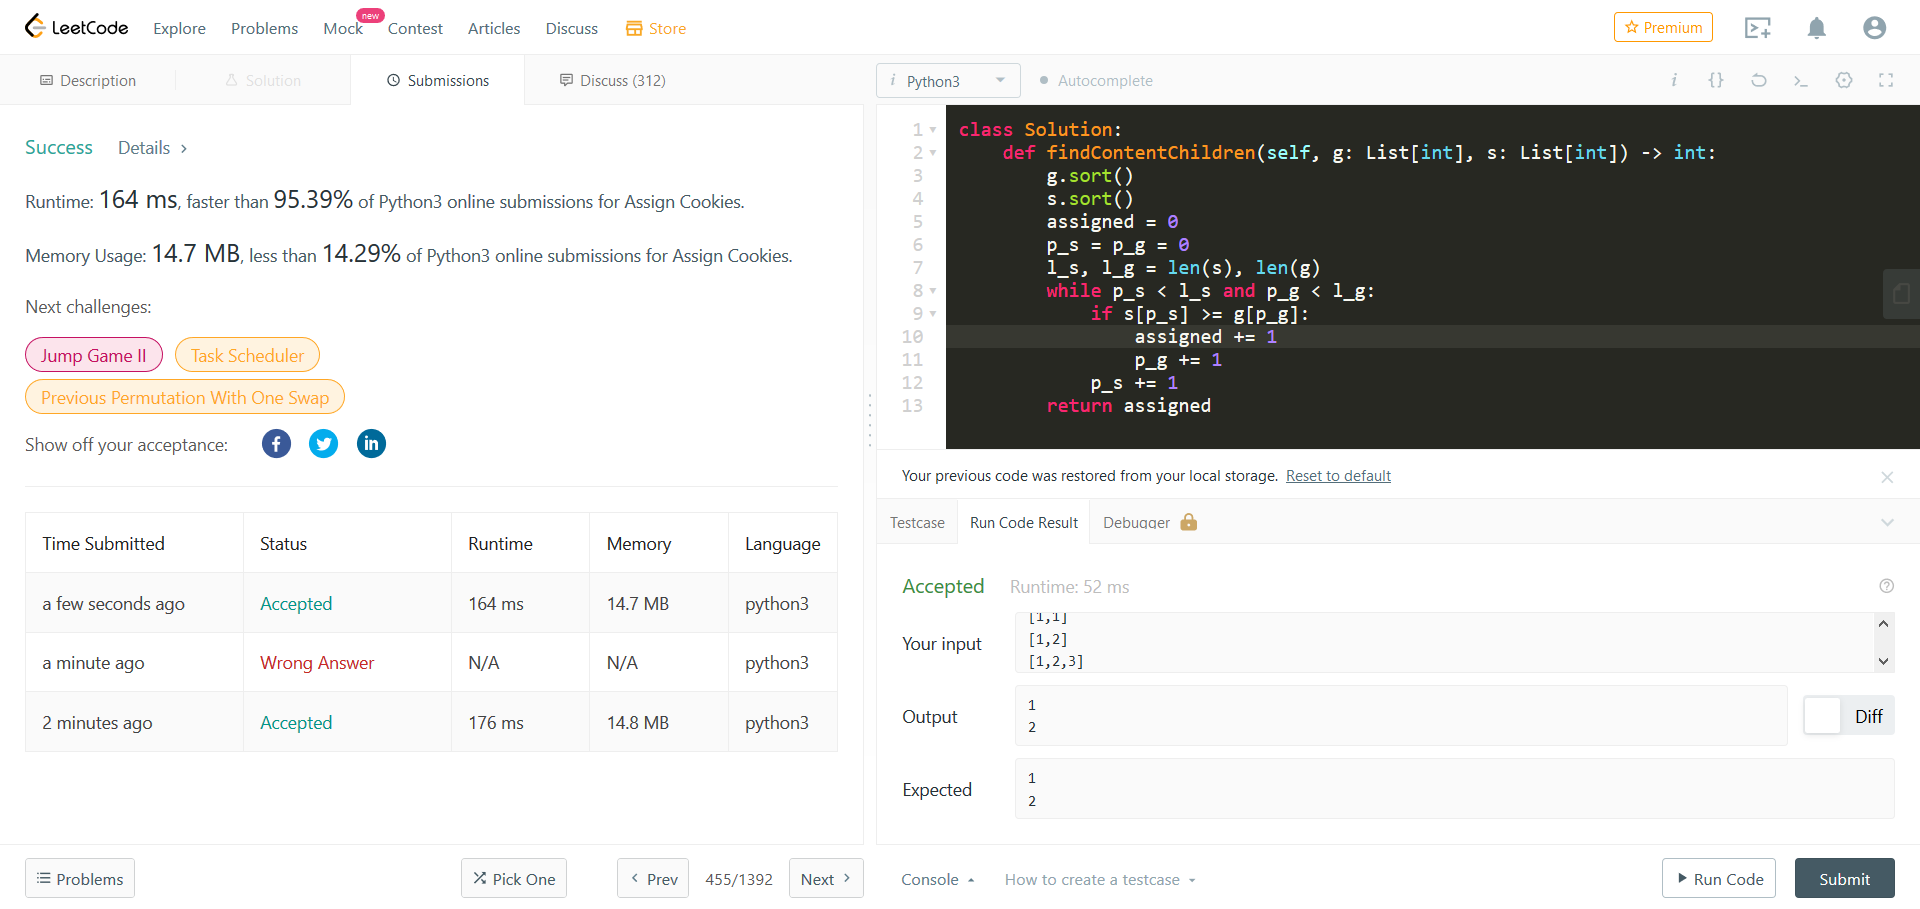 LeetCode Explore Problems Mock new Contest Articles Discuss Store Premium
Description Solution Submissions Discuss (312)
Success Details >
Runtime: 164 ms, faster than 95.39% of Python3 online submissions for Assign Cookies.
Memory Usage: 14.7 MB, less than 14.29% of Python3 online submissions for Assign Cookies.
Next challenges:
Jump Game II Task Scheduler
Previous Permutation With One Swap
Show off your acceptance:
Time Submitted Status Runtime Memory Language
a few seconds ago Accepted 164 ms 14.7 MB python3
a minute ago Wrong Answer N/A N/A python3
2 minutes ago Accepted 176 ms 14.8 MB python3
Problems Pick One < Prev 455/1392 Next >
i Python3 Autocomplete i {} >_
1 class Solution:
2 def findContentChildren(self, g: List[int], s: List[int]) -> int:
3 g.sort()
4 s.sort()
5 assigned = 0
6 p_s = p_g = 0
7 l_s, l_g = len(s), len(g)
8 while p_s < l_s and p_g < l_g:
9 if s[p_s] >= g[p_g]:
10 assigned += 1
11 p_g += 1
12 p_s += 1
13 return assigned
Your previous code was restored from your local storage. Reset to default
Testcase Run Code Result Debugger
Accepted Runtime: 52 ms
Your input
[1,1]
[1,2]
[1,2,3]
Output
1
2
Diff
Expected
1
2
Console How to create a testcase Run Code Submit